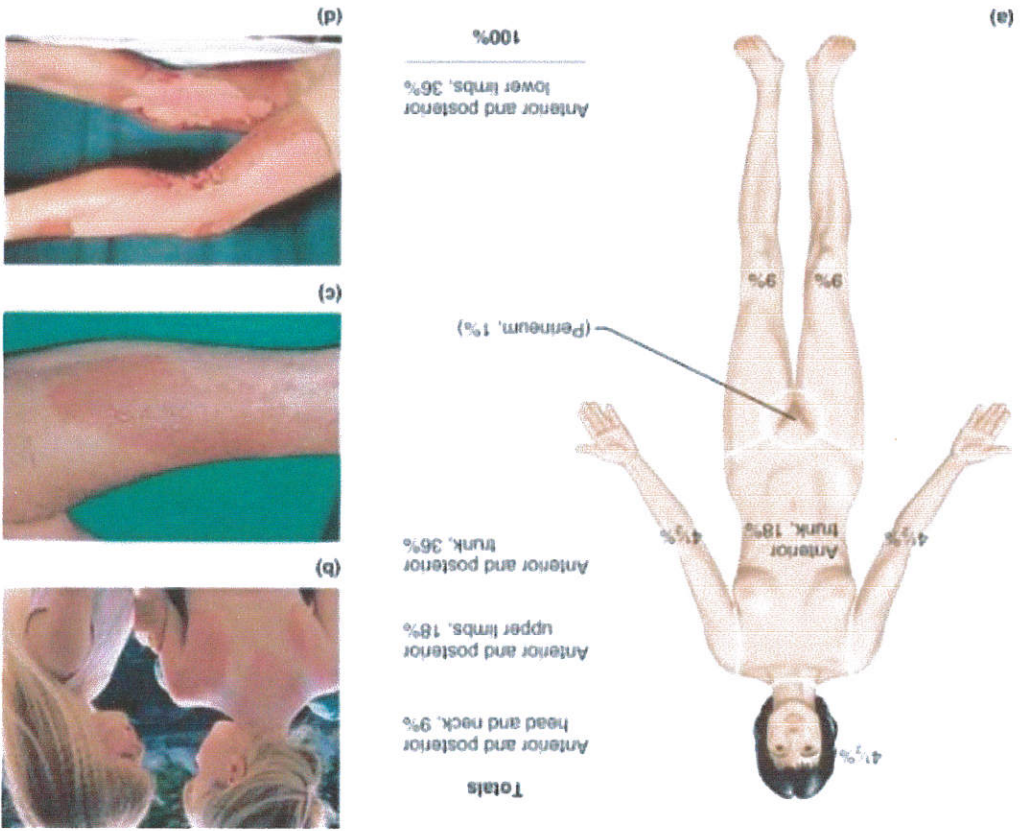 Totals
4½%
Anterior and posterior
head and neck, 9%
Anterior and posterior
upper limbs, 18%
Anterior
trunk, 18%
4½%
4½%
Anterior and posterior
trunk, 36%
(Perineum, 1%)
9%
9%
Anterior and posterior
lower limbs, 36%
100%
(a)
(b)
(c)
(d)